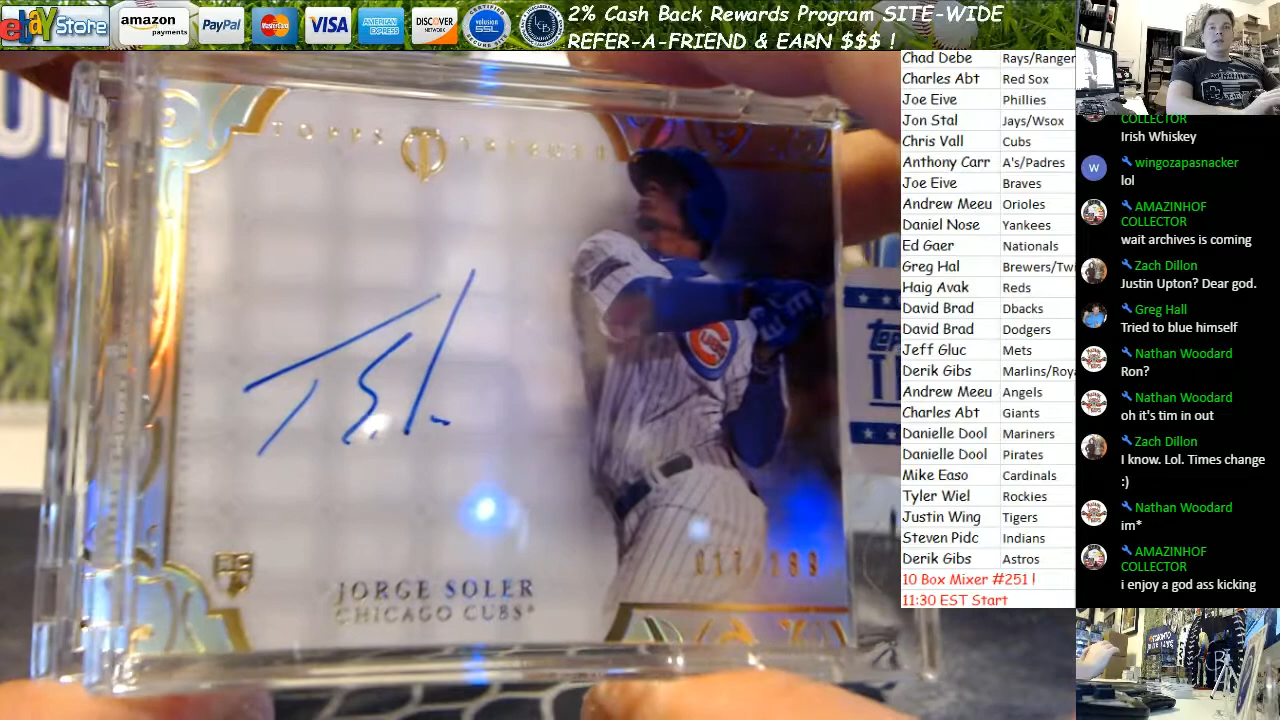 ebay Store
amazon
payments
PayPal
MasterCard
VISA
AMERICAN EXPRESS
DISCOVER
NETWORK
2% Cash Back Rewards Program SITE-WIDE
REFER-A-FRIEND & EARN $$$ !
TOPPS TRIBUTE
RC
JORGE SOLER
CHICAGO CUBS
Chad Debe Rays/Ranger
Charles Abt Red Sox
Joe Eive Phillies
Jon Stal Jays/Wsox
Chris Vall Cubs
Anthony Carr A's/Padres
Joe Eive Braves
Andrew Meeu Orioles
Daniel Nose Yankees
Ed Gaer Nationals
Greg Hal Brewers/Tw
Haig Avak Reds
David Brad Dbacks
David Brad Dodgers
Jeff Gluc Mets
Derik Gibs Marlins/Roy
Andrew Meeu Angels
Charles Abt Giants
Danielle Dool Mariners
Danielle Dool Pirates
Mike Easo Cardinals
Tyler Wiel Rockies
Justin Wing Tigers
Steven Pidc Indians
Derik Gibs Astros
10 Box Mixer #251 !
11:30 EST Start
COLLECTOR
Irish Whiskey
W
wingozapasnacker
lol
AMAZINHOF
COLLECTOR
wait archives is coming
Zach Dillon
Justin Upton? Dear god.
Greg Hall
Tried to blue himself
Nathan Woodard
Ron?
Nathan Woodard
oh it's tim in out
Zach Dillon
I know. Lol. Times change
:)
Nathan Woodard
im*
AMAZINHOF
COLLECTOR
i enjoy a god ass kicking